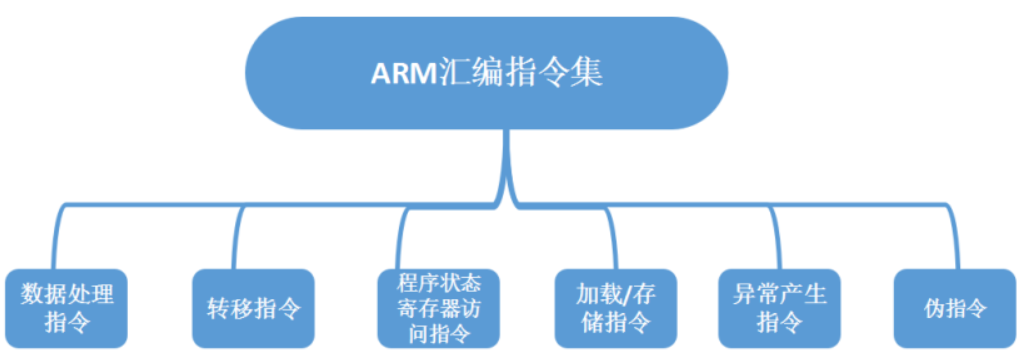 ARM汇编指令集
数据处理
指令
转移指令
程序状态
寄存器访
问指令
加载/存
储指令
异常产生
指令
伪指令